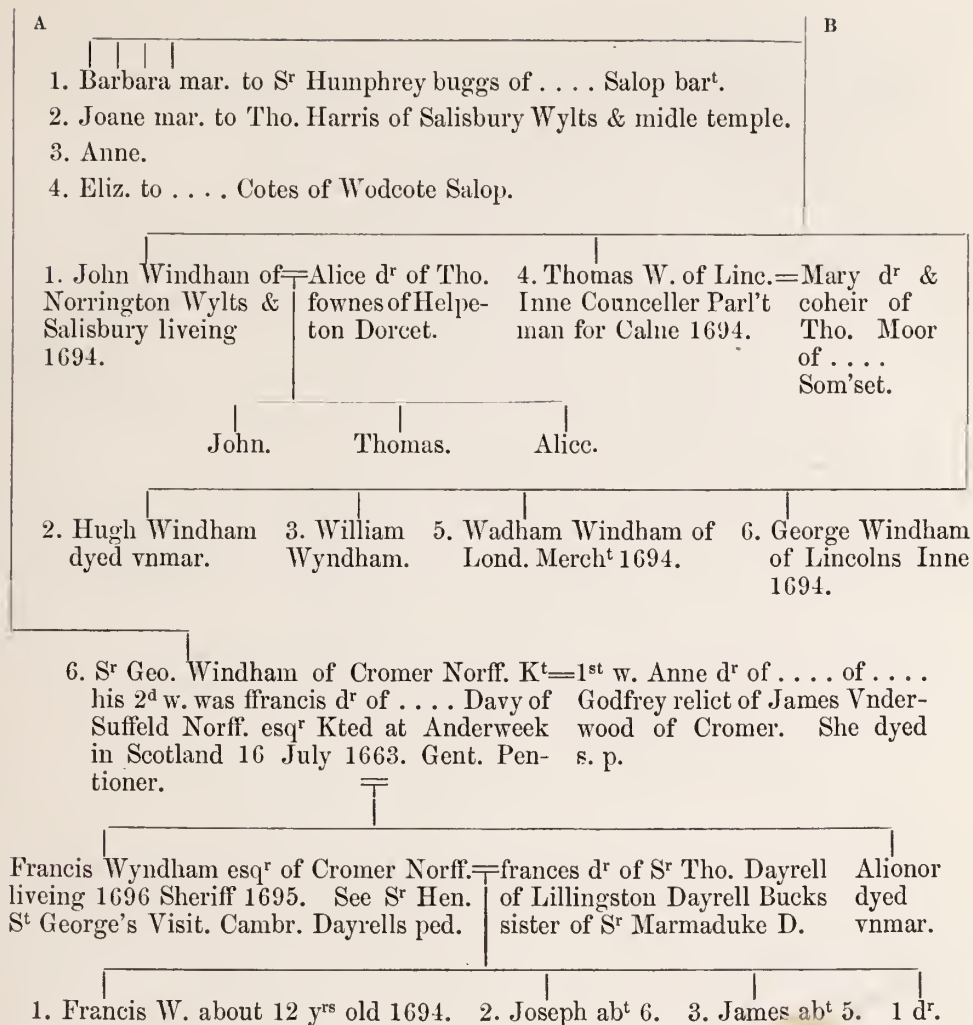 A B
1. Barbara mar. to Sʳ Humphrey buggs of . . . . Salop barᵗ.
2. Joane mar. to Tho. Harris of Salisbury Wylts & midle temple.
3. Anne.
4. Eliz. to . . . . Cotes of Wodcote Salop.
1. John Windham of
Norrington Wylts &
Salisbury liveing
1694.
=Alice dʳ of Tho.
fownes of Helpe-
ton Dorcet.
4. Thomas W. of Linc.
Inne Counceller Parl't
man for Calne 1694.
=Mary dʳ &
coheir of
Tho. Moor
of . . . .
Som'set.
John. Thomas. Alice.
2. Hugh Windham
dyed vnmar.
3. William
Wyndham.
5. Wadham Windham of
Lond. Merchᵗ 1694.
6. George Windham
of Lincolns Inne
1694.
6. Sʳ Geo. Windham of Cromer Norff. Kᵗ
his 2ᵈ w. was ffrancis dʳ of . . . . Davy of
Suffeld Norff. esqʳ Kted at Anderweek
in Scotland 16 July 1663. Gent. Pen-
tioner.
=1ˢᵗ w. Anne dʳ of . . . . of . . . .
Godfrey relict of James Vnder-
wood of Cromer. She dyed
s. p.
Francis Wyndham esqʳ of Cromer Norff.
liveing 1696 Sheriff 1695. See Sʳ Hen.
Sᵗ George's Visit. Cambr. Dayrells ped.
=frances dʳ of Sʳ Tho. Dayrell
of Lillingston Dayrell Bucks
sister of Sʳ Marmaduke D.
Alionor
dyed
vnmar.
1. Francis W. about 12 yʳˢ old 1694. 2. Joseph abᵗ 6. 3. James abᵗ 5. 1 dʳ.